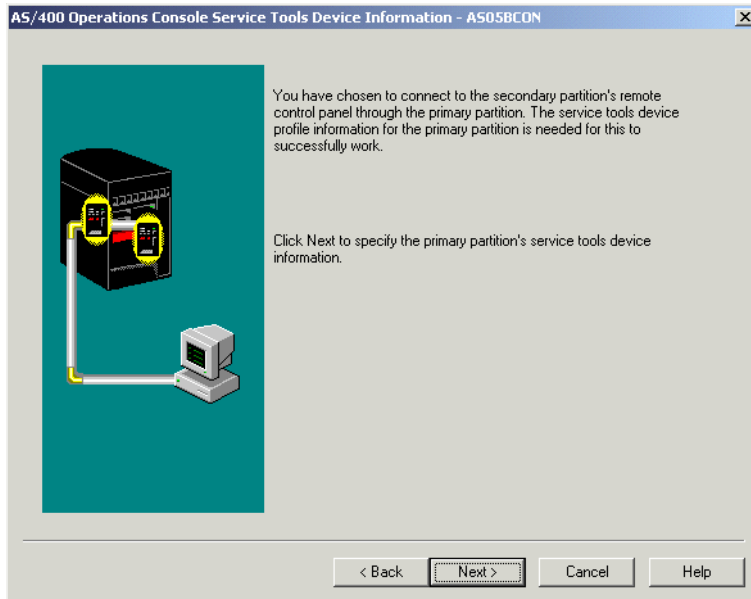 AS/400 Operations Console Service Tools Device Information - AS05BCON
You have chosen to connect to the secondary partition's remote
control panel through the primary partition. The service tools device
profile information for the primary partition is needed for this to
successfully work.
Click Next to specify the primary partition's service tools device
information.
< Back
Next >
Cancel
Help